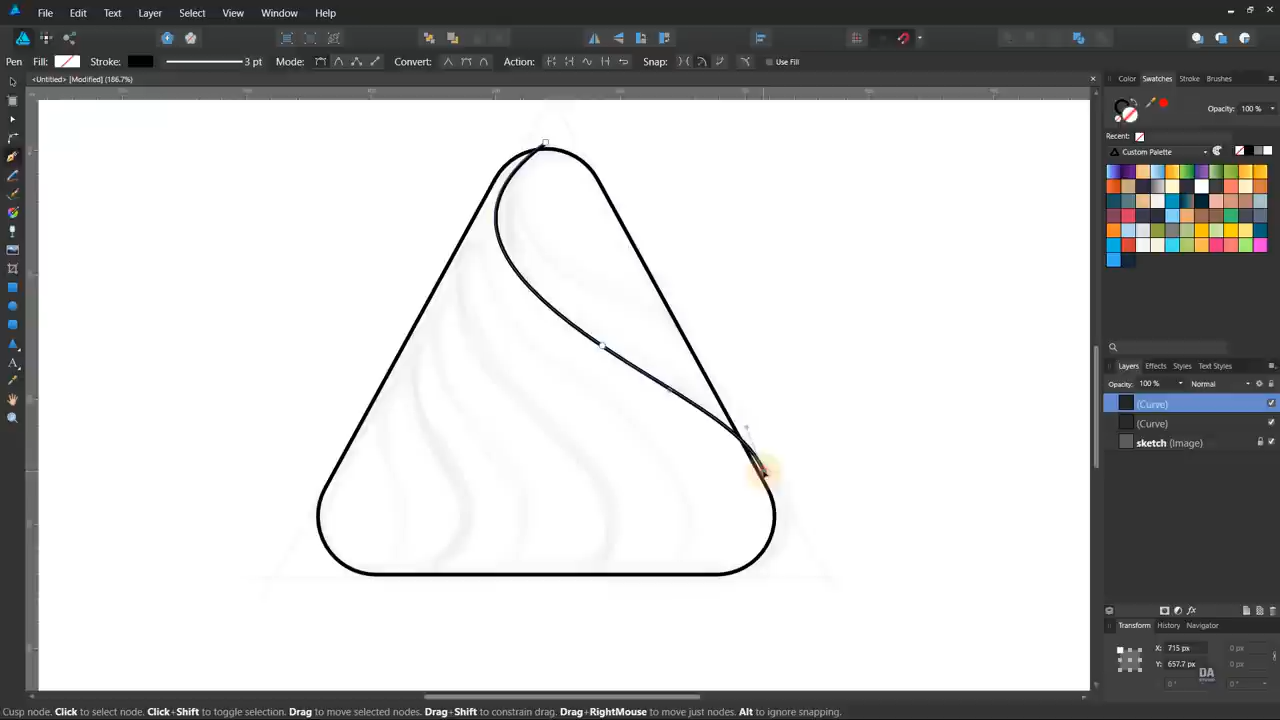 File Edit Text Layer Select View Window Help
Pen Fill: Stroke: 3 pt Mode: Convert: Action: Snap: Use Fill
<Untitled> [Modified] (186.7%)
Color Swatches Stroke Brushes
Opacity: 100 %
Recent:
Custom Palette
Layers Effects Styles Text Styles
Opacity: 100 % Normal
(Curve)
(Curve)
sketch (Image)
Transform History Navigator
X: 715 px 0 px
Y: 657.7 px 0 px
DA
0 ° 0 °
Cusp node. Click to select node. Click+Shift to toggle selection. Drag to move selected nodes. Drag+Shift to constrain drag. Drag+RightMouse to move just nodes. Alt to ignore snapping.